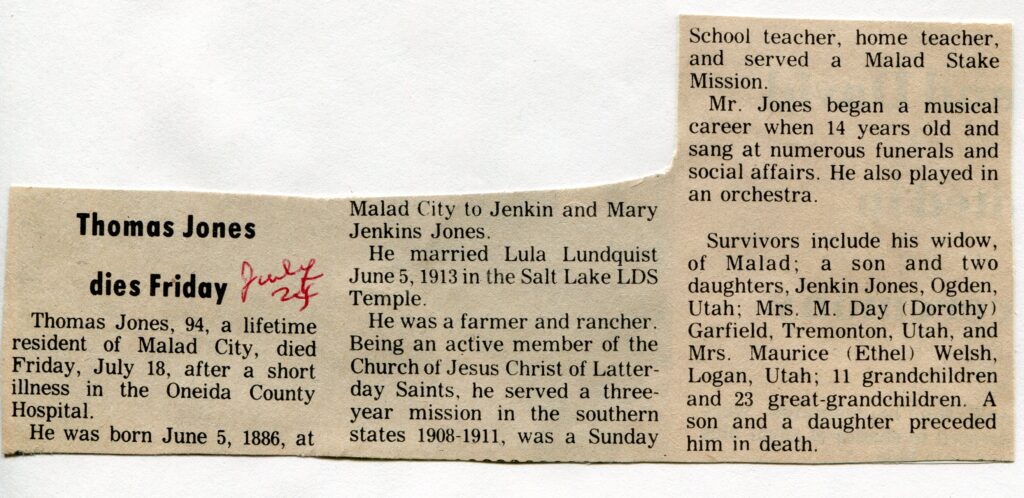 Thomas Jones
dies Friday
July
24
Thomas Jones, 94, a lifetime
resident of Malad City, died
Friday, July 18, after a short
illness in the Oneida County
Hospital.
He was born June 5, 1886, at
Malad City to Jenkin and Mary
Jenkins Jones.
He married Lula Lundquist
June 5, 1913 in the Salt Lake LDS
Temple.
He was a farmer and rancher.
Being an active member of the
Church of Jesus Christ of Latter-
day Saints, he served a three-
year mission in the southern
states 1908-1911, was a Sunday
School teacher, home teacher,
and served a Malad Stake
Mission.
Mr. Jones began a musical
career when 14 years old and
sang at numerous funerals and
social affairs. He also played in
an orchestra.
Survivors include his widow,
of Malad; a son and two
daughters, Jenkin Jones, Ogden,
Utah; Mrs. M. Day (Dorothy)
Garfield, Tremonton, Utah, and
Mrs. Maurice (Ethel) Welsh,
Logan, Utah; 11 grandchildren
and 23 great-grandchildren. A
son and a daughter preceded
him in death.